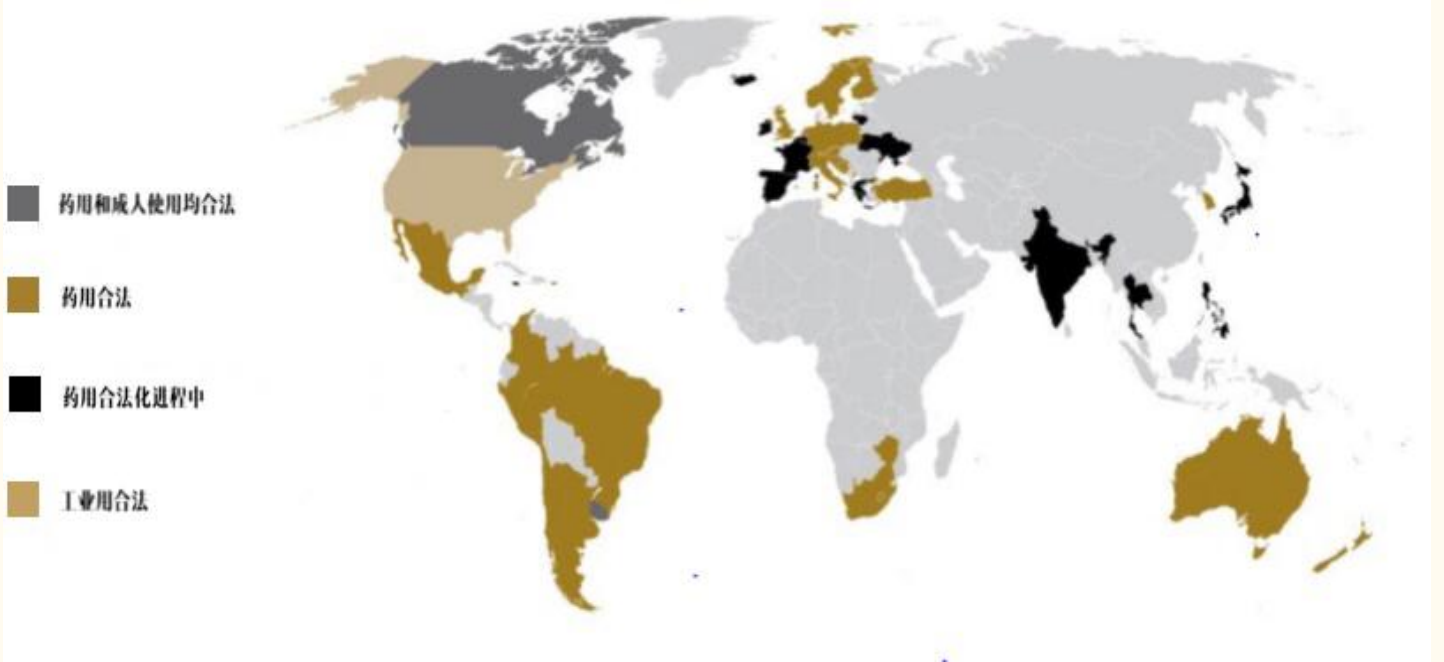 药用和成人使用均合法
药用合法
药用合法化进程中
工业用合法